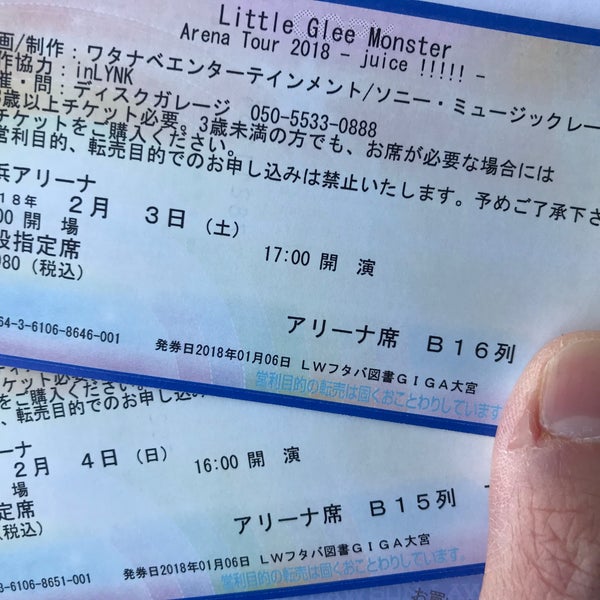 Little Glee Monster
Arena Tour 2018 - juice !!!!! -
画/制作：ワタナベエンターテインメント/ソニー・ミュージックレー
作協力：inLYNK
催・問：ディスクガレージ 050-5533-0888
3歳以上チケット必要。3歳未満の方でも、お席が必要な場合には
チケットをご購入ください。
営利目的、転売目的でのお申し込みは禁止いたします。予めご了承下さ
浜アリーナ
018年 2月 3日（土）
00 開 場 17:00 開 演
設指定席
980（税込）
アリーナ席 B16列
64-3-6106-8646-001
発券日2018年01月06日 LWフタバ図書GIGA大宮
営利目的の転売は固くおことわりしています
ケット必要
をご購入ください。
、転売目的でのお申し込み
リーナ
2月 4日（日） 16:00 開 演
場
定席
税込）
アリーナ席 B15列
3-6106-8651-001
発券日2018年01月06日 LWフタバ図書GIGA大宮
営利目的の転売は固くおことわりしています。
お買